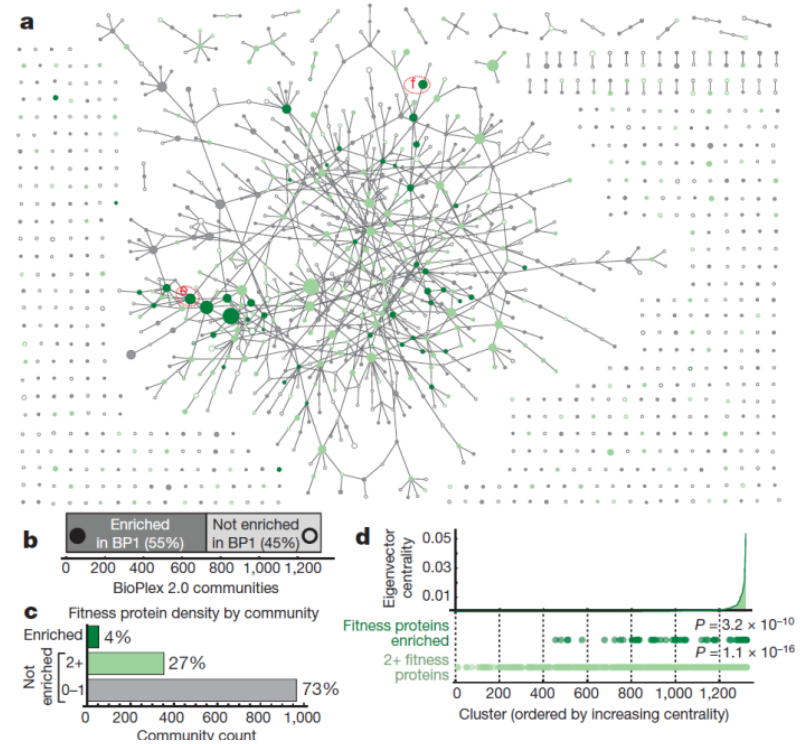 a
f
e
b
Enriched
in BP1 (55%)
Not enriched
in BP1 (45%)
0 200 400 600 800 1,000 1,200
BioPlex 2.0 communities
c
Fitness protein density by community
Enriched
4%
Not
enriched
2+
27%
0–1
73%
0 200 400 600 800 1,000
Community count
d
Eigenvector
centrality
0.05
0.03
0.01
Fitness proteins
enriched
P = 3.2 × 10⁻¹⁰
P = 1.1 × 10⁻¹⁶
2+ fitness
proteins
0 200 400 600 800 1,000 1,200
Cluster (ordered by increasing centrality)